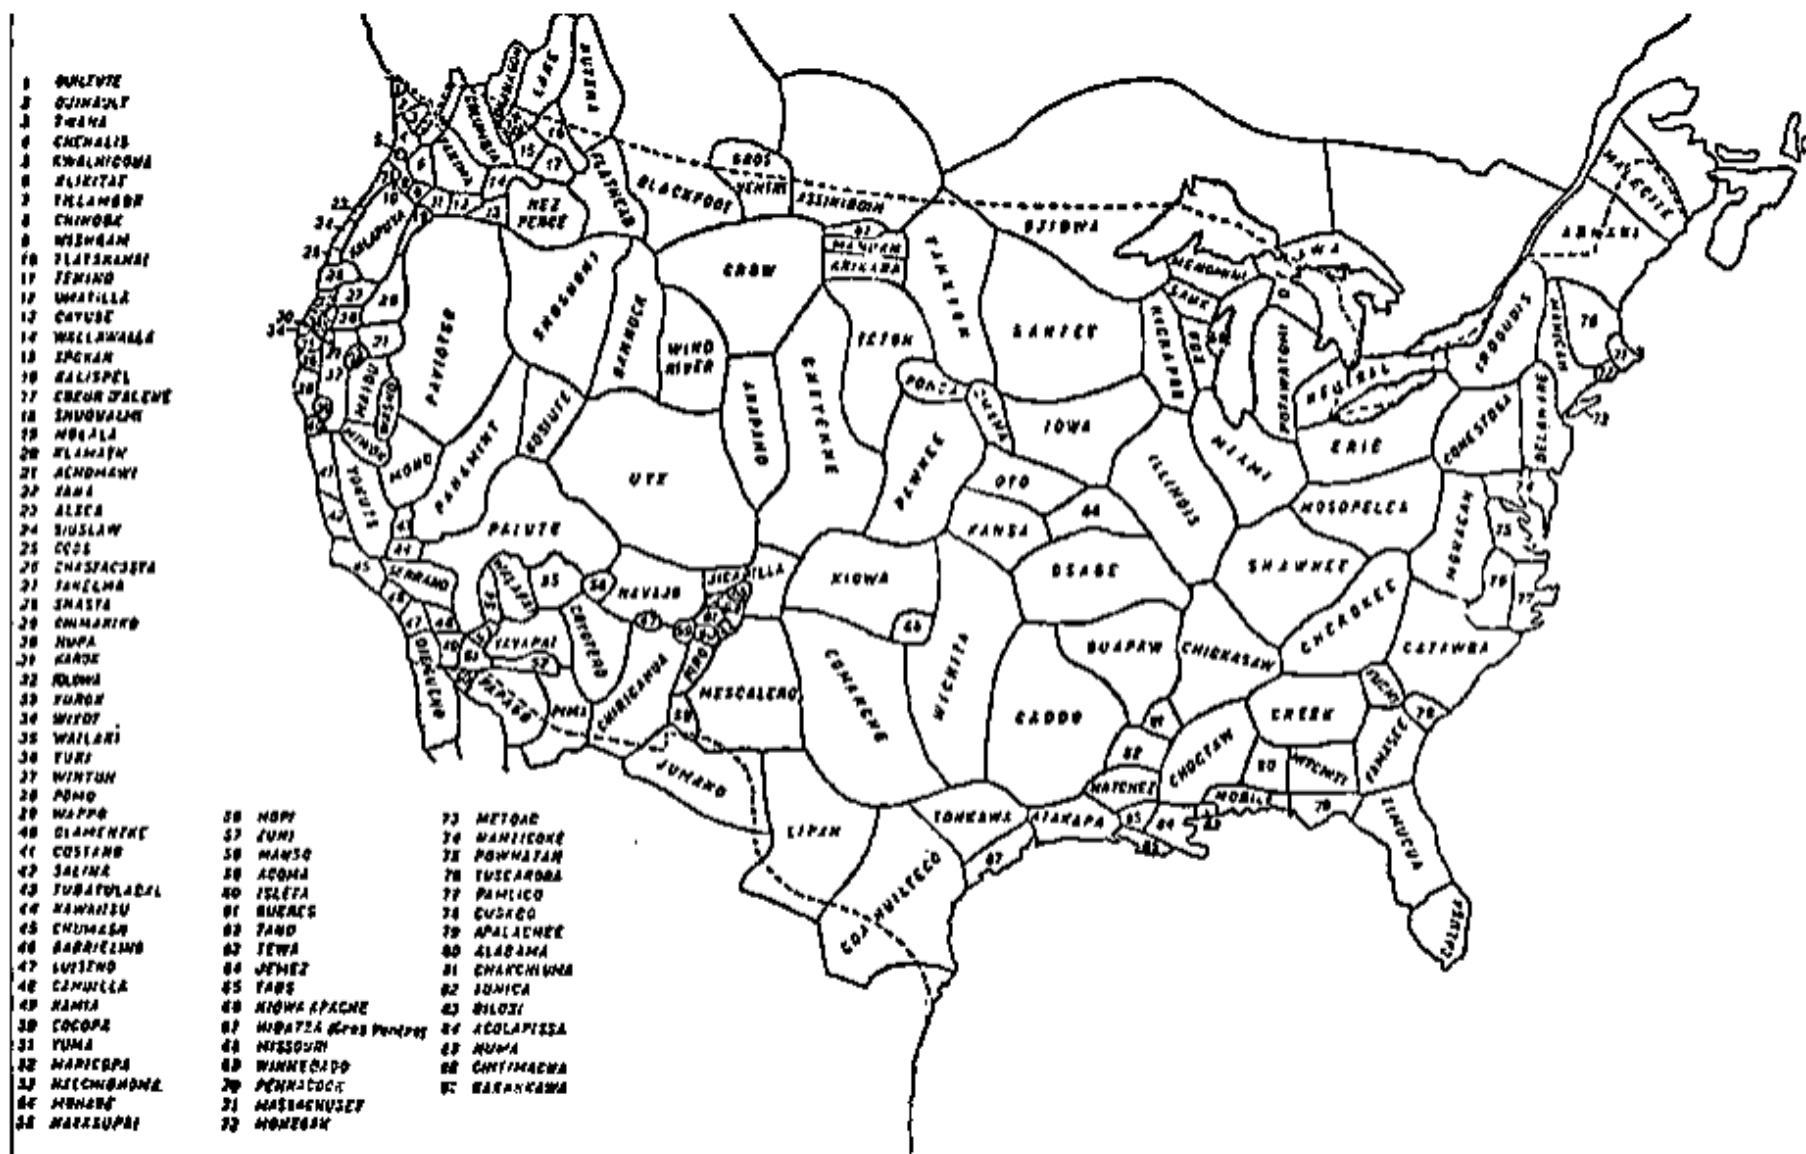 1 QUILEUTE
2 QUINAULT
3 TWANA
4 CHEHALIS
5 KWALHIOQUA
6 KLIKITAT
7 TILLAMOOK
8 CHINOOK
9 WISHRAM
10 TLATSKANAI
11 TENINO
12 UMATILLA
13 CAYUSE
14 WALLAWALLA
15 SPOKAN
16 KALISPEL
17 COEUR D'ALENE
18
19 MOLALA
20 KLAMATH
21 ACHOMAWI
22 YANA
23 ALSEA
24 SIUSLAW
25 COOS
26 CHASTACOSTA
27 TAKELMA
28 SHASTA
29 CHIMARIKO
30 HUPA
31 KAROK
32 TOLOWA
33 YUROK
34 WIYOT
35 WAILAKI
36 YUKI
37 WINTUN
38 POMO
39 WAPPO
40 OLAMENTKE
41 COSTANO
42 SALINA
43 TUBATULABAL
44 KAWAIISU
45 CHUMASH
46 GABRIELINO
47 LUISENO
48 CAHUILLA
49 KAMIA
50 COCOPA
51 YUMA
52 MARICOPA
53 HALCHIDHOMA
54 MOHAVE
55 HAVASUPAI
56 HOPI
57 ZUNI
58 MANSO
59 ACOMA
60 ISLETA
61 QUERES
62 TANO
63 TEWA
64 JEMEZ
65 TAOS
66 KIOWA APACHE
67 HIDATSA (Gros Ventres)
68 MISSOURI
69 WINNEBAGO
70 PENNACOOK
71 MASSACHUSET
72 MOHEGAN
73 METOAC
74 NANTICOKE
75 POWHATAN
76 TUSCARORA
77 PAMLICO
78 CUSABO
79 APALACHEE
80 ALABAMA
81 CHAKCHIUMA
82 TUNICA
83 BILOXI
84 ACOLAPISSA
85 HUMA
86 CHITIMACHA
87 KARANKAWA
LAKE
KUTENAI
OKINAGON
COLUMBIA
YAKIMA
NEZ PERCE
FLATHEAD
BLACKFOOT
GROS VENTRE
ASSINIBOIN
OJIBWA
OTTAWA
MALECITE
ABNAKI
KALAPUYA
PAVIOTSO
SHOSHONI
BANNOCK
CROW
WIND RIVER
MANDAN
ARIKARA
YANKTON
TETON
SANTEE
MENOMINI
SAUK
FOX
KICKAPOO
POTAWATOMI
NEUTRAL
IROQUOIS
MAHICAN
DELAWARE
MAIDU
WASHO
MIWOK
MONO
YOKUTS
PANAMINT
GOSIUTE
UTE
ARAPAHO
CHEYENNE
PONCA
OMAHA
PAWNEE
IOWA
OTO
KANSA
ILLINOIS
MIAMI
ERIE
CONESTOGA
MOSOPELEA
MONACAN
PAIUTE
SERRANO
WALAPAI
NAVAJO
JICARILLA
KIOWA
OSAGE
SHAWNEE
CHEROKEE
CATAWBA
YAVAPAI
COYOTERO
DIEGUENO
PAPAGO
PIMA
CHIRICAHUA
PIRO
MESCALERO
COMANCHE
WICHITA
CADDO
QUAPAW
CHICKASAW
YUCHI
CREEK
CHOCTAW
HITCHITI
YAMASEE
JUMANO
LIPAN
TONKAWA
ATAKAPA
NATCHEZ
MOBILE
TIMUCUA
CALUSA
COAHUILTECO